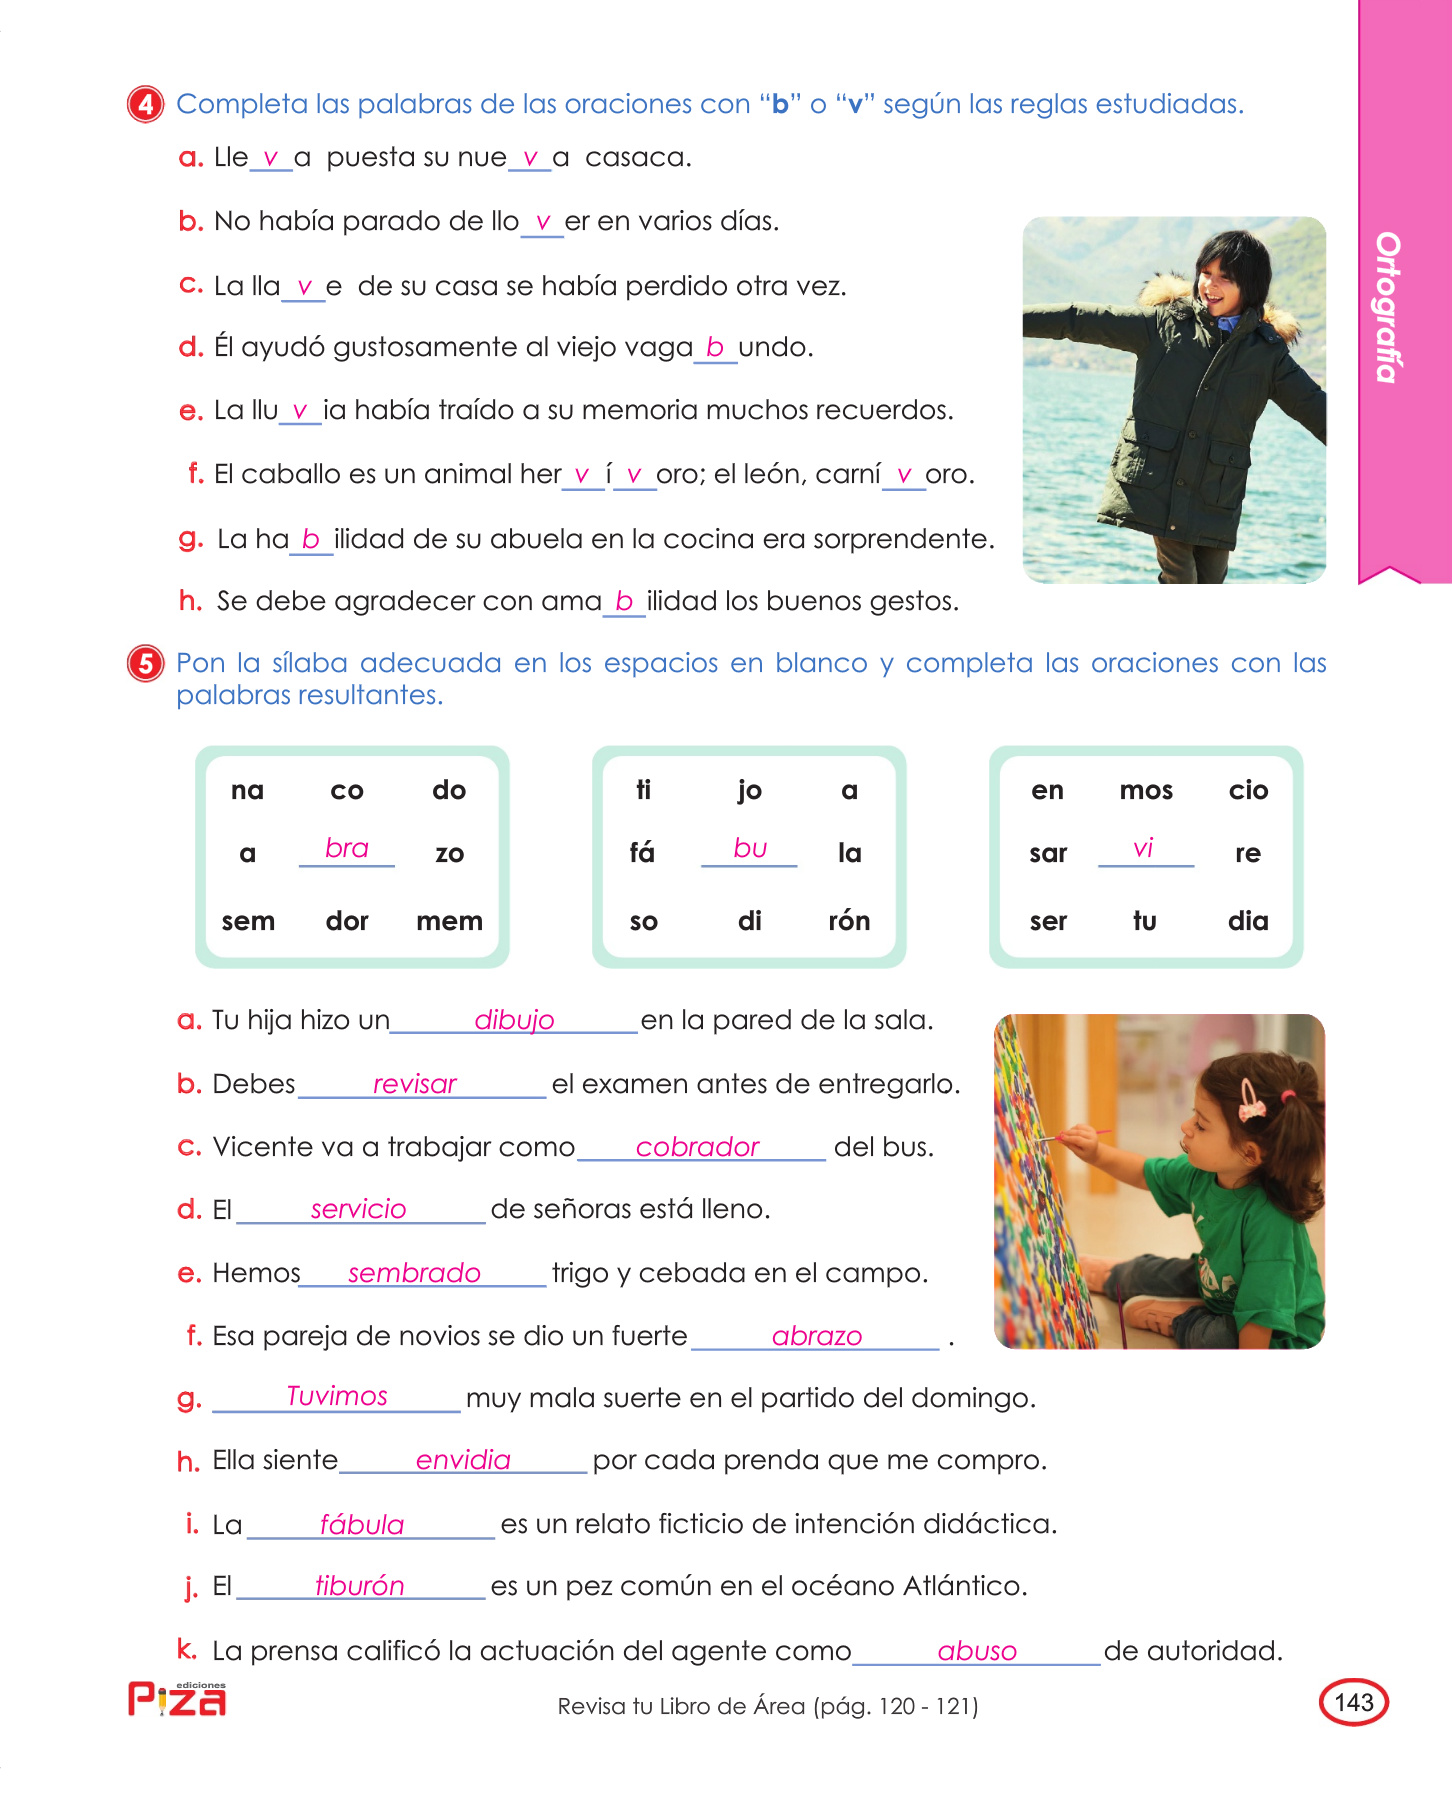 4 Completa las palabras de las oraciones con “b” o “v” según las reglas estudiadas.
a. Lle v a puesta su nue v a casaca.
b. No había parado de llo v er en varios días.
c. La lla v e de su casa se había perdido otra vez.
d. Él ayudó gustosamente al viejo vaga b undo.
e. La llu v ia había traído a su memoria muchos recuerdos.
f. El caballo es un animal her v í v oro; el león, carní v oro.
g. La ha b ilidad de su abuela en la cocina era sorprendente.
h. Se debe agradecer con ama b ilidad los buenos gestos.
Ortografía
5 Pon la sílaba adecuada en los espacios en blanco y completa las oraciones con las
palabras resultantes.
na co do
a bra zo
sem dor mem
ti jo a
fá bu la
so di rón
en mos cio
sar vi re
ser tu dia
a. Tu hija hizo un dibujo en la pared de la sala.
b. Debes revisar el examen antes de entregarlo.
c. Vicente va a trabajar como cobrador del bus.
d. El servicio de señoras está lleno.
e. Hemos sembrado trigo y cebada en el campo.
f. Esa pareja de novios se dio un fuerte abrazo .
g. Tuvimos muy mala suerte en el partido del domingo.
h. Ella siente envidia por cada prenda que me compro.
i. La fábula es un relato ficticio de intención didáctica.
j. El tiburón es un pez común en el océano Atlántico.
k. La prensa calificó la actuación del agente como abuso de autoridad.
ediciones
Piza
Revisa tu Libro de Área (pág. 120 - 121)
143